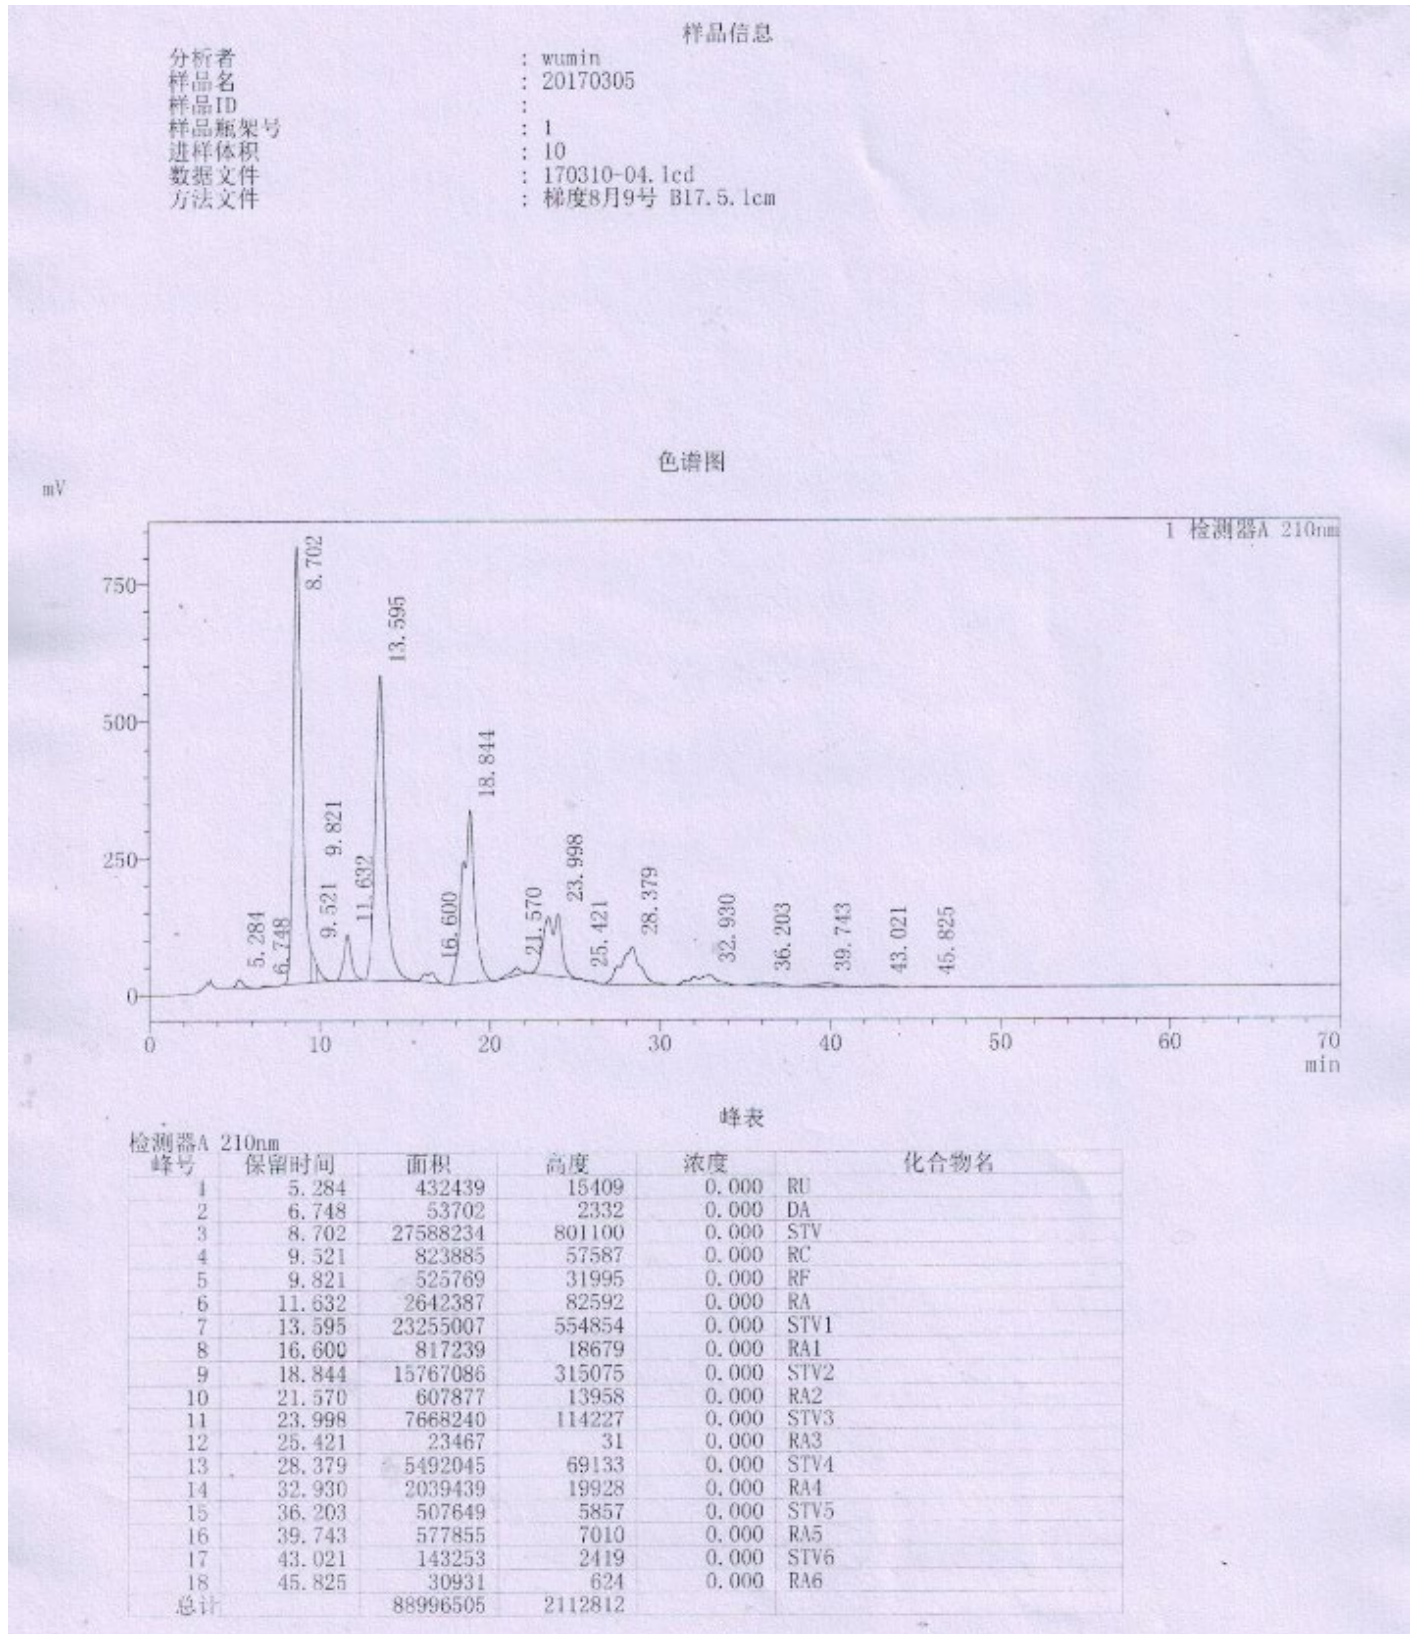 样品信息
分析者 : wumin
样品名 : 20170305
样品ID :
样品瓶架号 : 1
进样体积 : 10
数据文件 : 170310-04.lcd
方法文件 : 梯度8月9号 B17.5.lcm
色谱图
mV
1 检测器A 210nm
750
500
250
0
8.702
13.595
18.844
9.821
9.521
11.632
5.284
6.748
16.600
21.570
23.998
25.421
28.379
32.930
36.203
39.743
43.021
45.825
0 10 20 30 40 50 60 70
min
峰表
检测器A 210nm
峰号 保留时间 面积 高度 浓度 化合物名
1 5.284 432439 15409 0.000 RU
2 6.748 53702 2332 0.000 DA
3 8.702 27588234 801100 0.000 STV
4 9.521 823885 57587 0.000 RC
5 9.821 525769 31995 0.000 RF
6 11.632 2642387 82592 0.000 RA
7 13.595 23255007 554854 0.000 STV1
8 16.600 817239 18679 0.000 RA1
9 18.844 15767086 315075 0.000 STV2
10 21.570 607877 13958 0.000 RA2
11 23.998 7668240 114227 0.000 STV3
12 25.421 23467 31 0.000 RA3
13 28.379 5492045 69133 0.000 STV4
14 32.930 2039439 19928 0.000 RA4
15 36.203 507649 5857 0.000 STV5
16 39.743 577855 7010 0.000 RA5
17 43.021 143253 2419 0.000 STV6
18 45.825 30931 624 0.000 RA6
总计 88996505 2112812